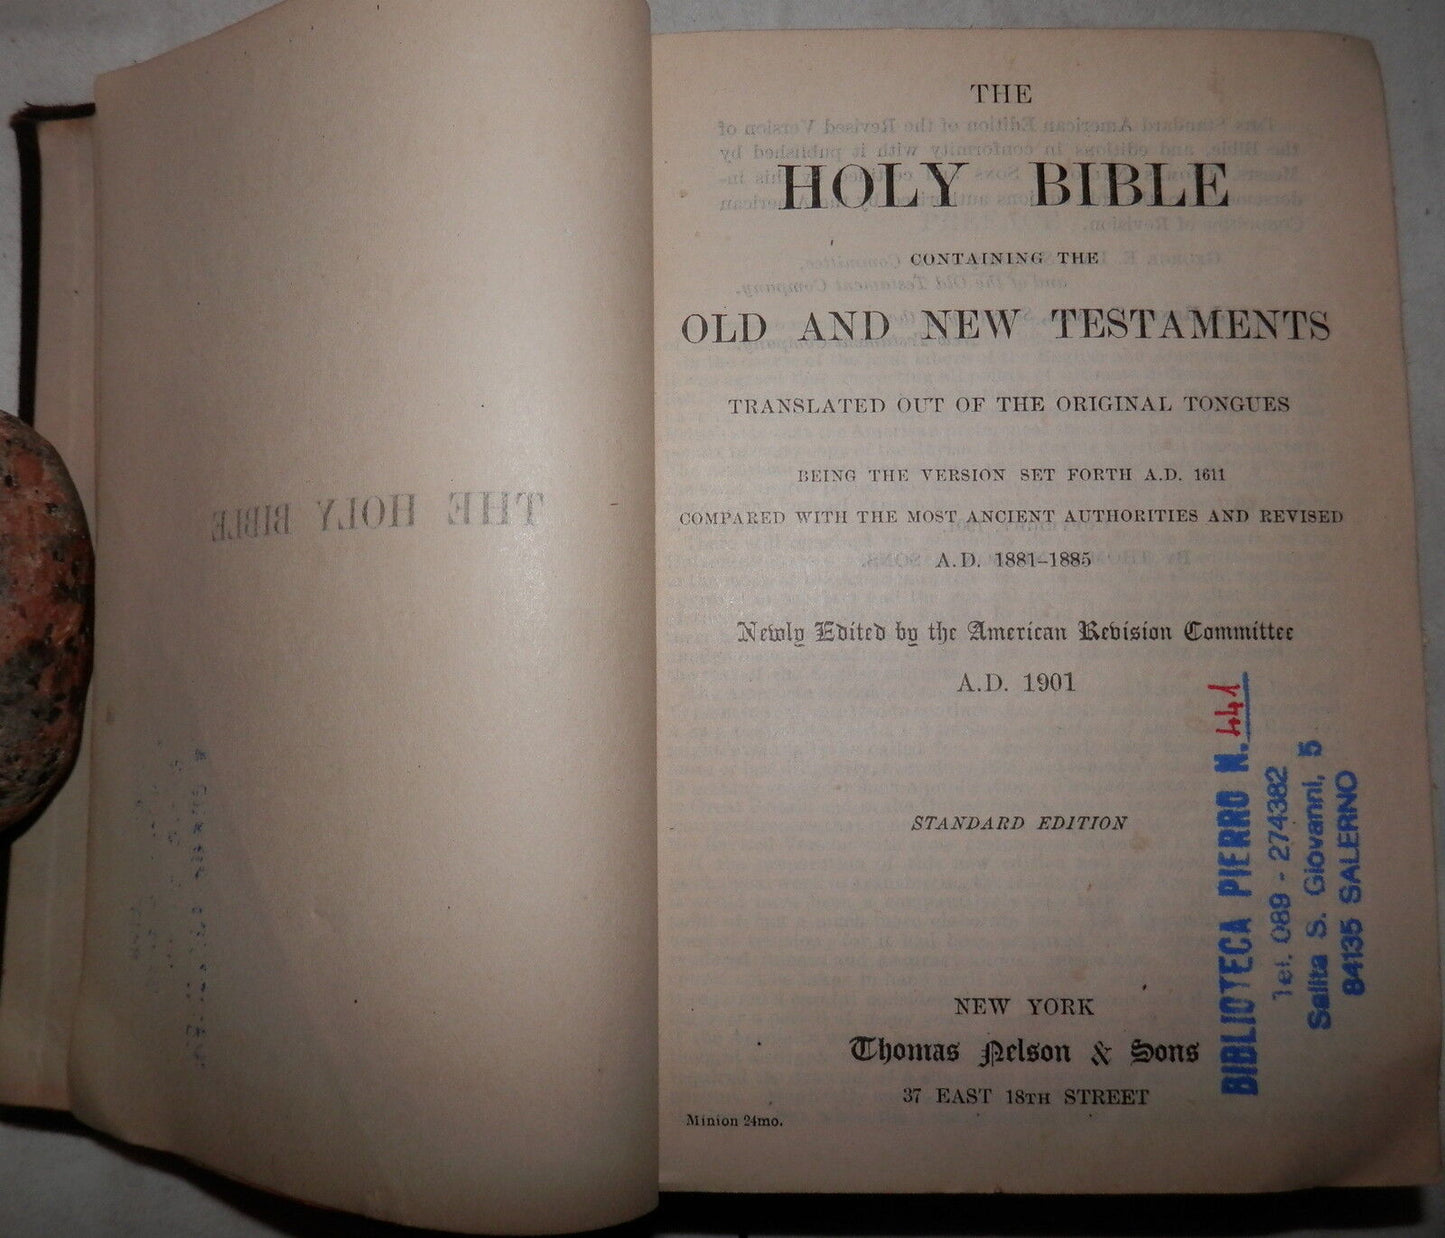 THE HOLY BIBLE
THE
HOLY BIBLE
CONTAINING THE
OLD AND NEW TESTAMENTS
TRANSLATED OUT OF THE ORIGINAL TONGUES
BEING THE VERSION SET FORTH A.D. 1611
COMPARED WITH THE MOST ANCIENT AUTHORITIES AND REVISED
A.D. 1881–1885
Newly Edited by the American Revision Committee
A.D. 1901
STANDARD EDITION
NEW YORK
Thomas Nelson & Sons
37 EAST 18TH STREET
Minion 24mo.
BIBLIOTECA PIERRO N. 441
Tel. 089 - 274382
Salita S. Giovanni, 5
84135 SALERNO